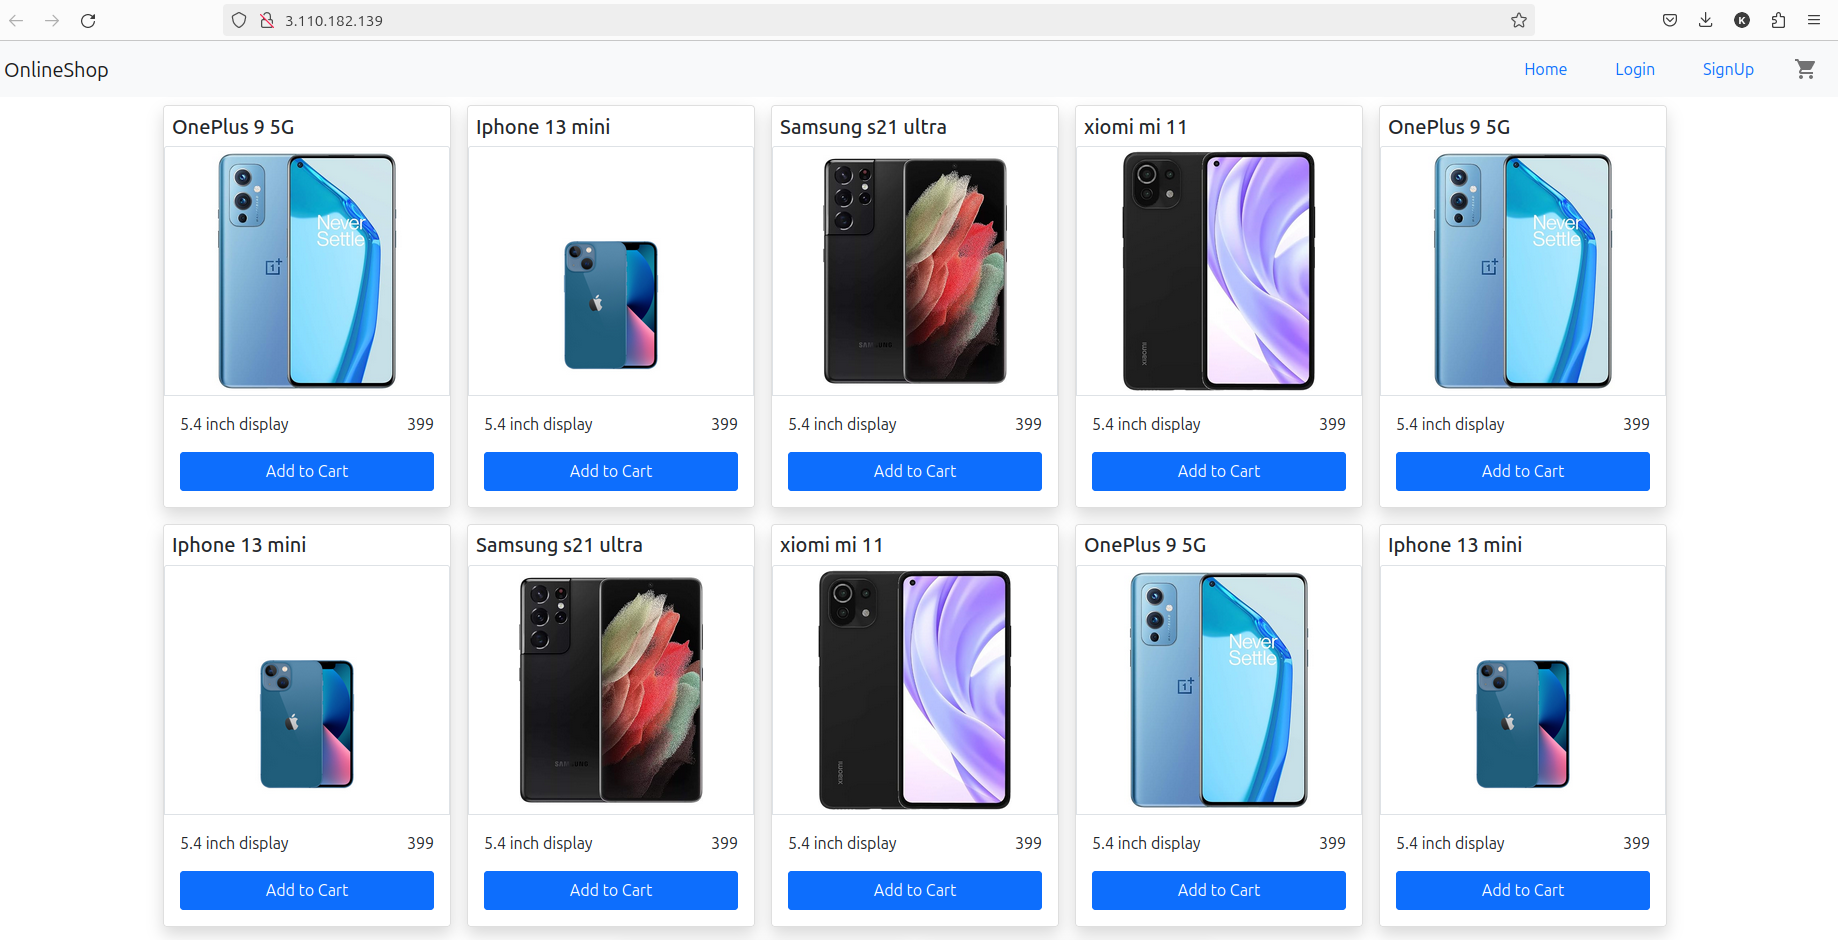 3.110.182.139
K
OnlineShop
Home Login SignUp
OnePlus 9 5G
Iphone 13 mini
Samsung s21 ultra
xiomi mi 11
OnePlus 9 5G
Never
Settle
SAMSUNG
xiaomi
Never
Settle
5.4 inch display 399
5.4 inch display 399
5.4 inch display 399
5.4 inch display 399
5.4 inch display 399
Add to Cart
Add to Cart
Add to Cart
Add to Cart
Add to Cart
Iphone 13 mini
Samsung s21 ultra
xiomi mi 11
OnePlus 9 5G
Iphone 13 mini
SAMSUNG
xiaomi
Never
Settle
5.4 inch display 399
5.4 inch display 399
5.4 inch display 399
5.4 inch display 399
5.4 inch display 399
Add to Cart
Add to Cart
Add to Cart
Add to Cart
Add to Cart